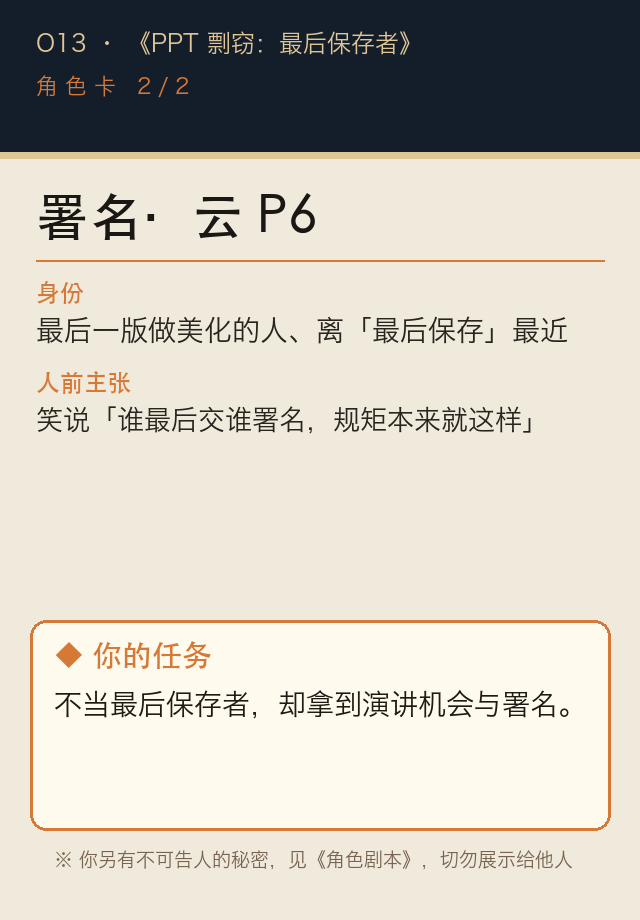 013 · 《PPT 剽窃：最后保存者》
角色卡 2/2
署名· 云 P6
身份
最后一版做美化的人、离「最后保存」最近
人前主张
笑说「谁最后交谁署名，规矩本来就这样」
◆ 你的任务
不当最后保存者，却拿到演讲机会与署名。
※ 你另有不可告人的秘密，见《角色剧本》，切勿展示给他人